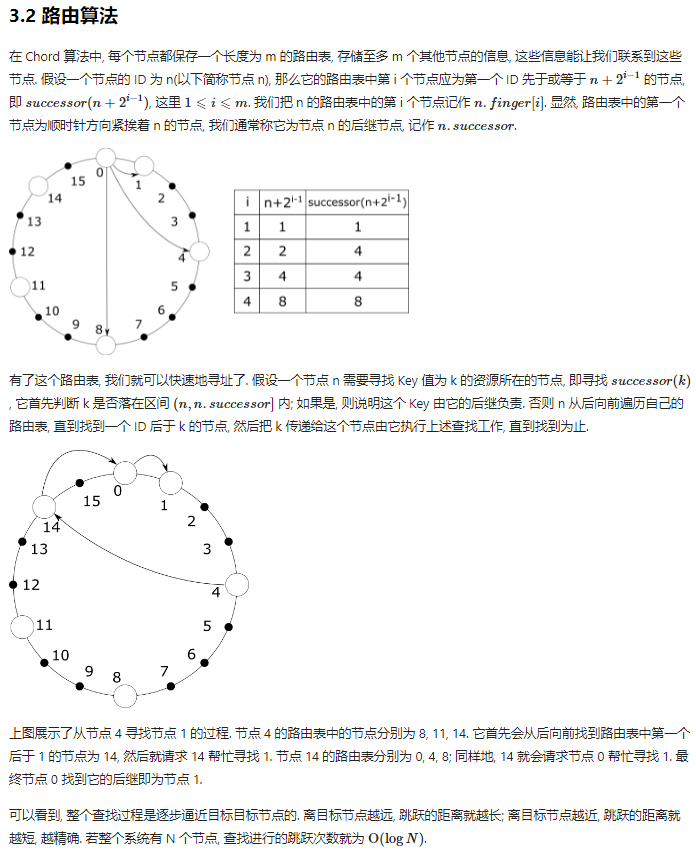 3.2 路由算法
在 Chord 算法中, 每个节点都保存一个长度为 m 的路由表, 存储至多 m 个其他节点的信息, 这些信息能让我们联系到这些
节点. 假设一个节点的 ID 为 n(以下简称节点 n), 那么它的路由表中第 i 个节点应为第一个 ID 先于或等于 n + 2^{i−1} 的节点,
即 successor(n + 2^{i−1}), 这里 1 ⩽ i ⩽ m. 我们把 n 的路由表中的第 i 个节点记作 n. finger[i]. 显然, 路由表中的第一个
节点为顺时针方向紧挨着 n 的节点, 我们通常称它为节点 n 的后继节点, 记作 n. successor.
0
1
2
3
4
5
6
7
8
9
10
11
12
13
14
15
i n+2^{i-1} successor(n+2^{i-1})
1 1 1
2 2 4
3 4 4
4 8 8
有了这个路由表, 我们就可以快速地寻址了. 假设一个节点 n 需要寻找 Key 值为 k 的资源所在的节点, 即寻找 successor(k)
, 它首先判断 k 是否落在区间 (n, n. successor] 内; 如果是, 则说明这个 Key 由它的后继负责. 否则 n 从后向前遍历自己的
路由表, 直到找到一个 ID 后于 k 的节点, 然后把 k 传递给这个节点由它执行上述查找工作, 直到找到为止.
0
1
2
3
4
5
6
7
8
9
10
11
12
13
14
15
上图展示了从节点 4 寻找节点 1 的过程. 节点 4 的路由表中的节点分别为 8, 11, 14. 它首先会从后向前找到路由表中第一个
后于 1 的节点为 14, 然后就请求 14 帮忙寻找 1. 节点 14 的路由表分别为 0, 4, 8; 同样地, 14 就会请求节点 0 帮忙寻找 1. 最
终节点 0 找到它的后继即为节点 1.
可以看到, 整个查找过程是逐步逼近目标目标节点的. 离目标节点越远, 跳跃的距离就越长; 离目标节点越近, 跳跃的距离就
越短, 越精确. 若整个系统有 N 个节点, 查找进行的跳跃次数就为 O(log N).